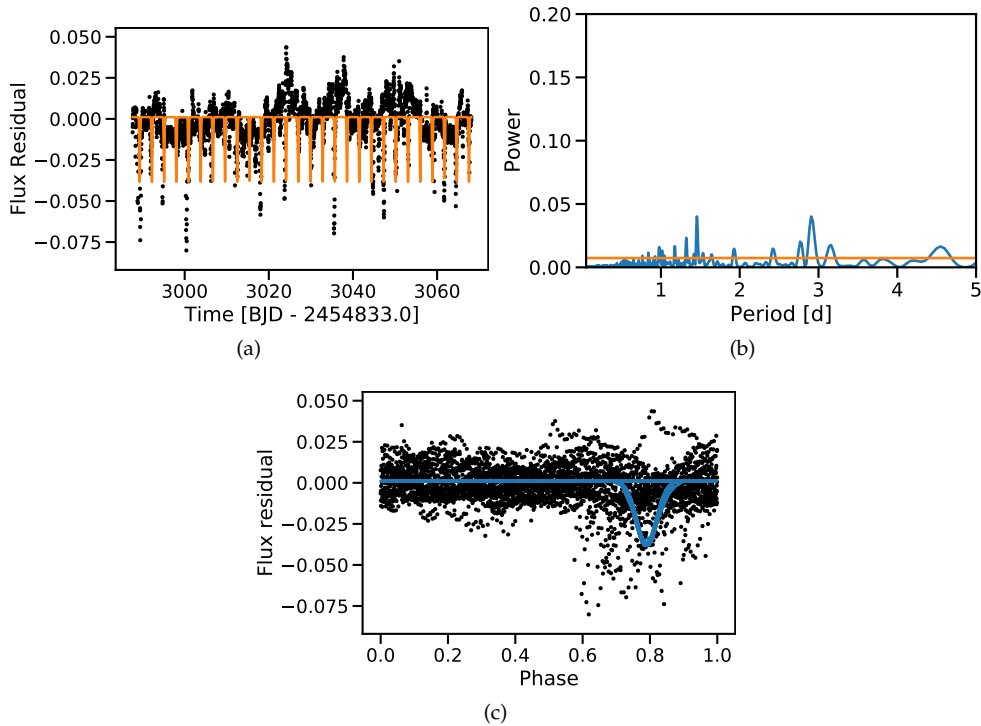 0.050
0.025
0.000
−0.025
−0.050
−0.075
Flux Residual
3000 3020 3040 3060
Time [BJD - 2454833.0]
(a)
0.20
0.15
0.10
0.05
0.00
Power
1 2 3 4 5
Period [d]
(b)
0.050
0.025
0.000
−0.025
−0.050
−0.075
Flux residual
0.0 0.2 0.4 0.6 0.8 1.0
Phase
(c)